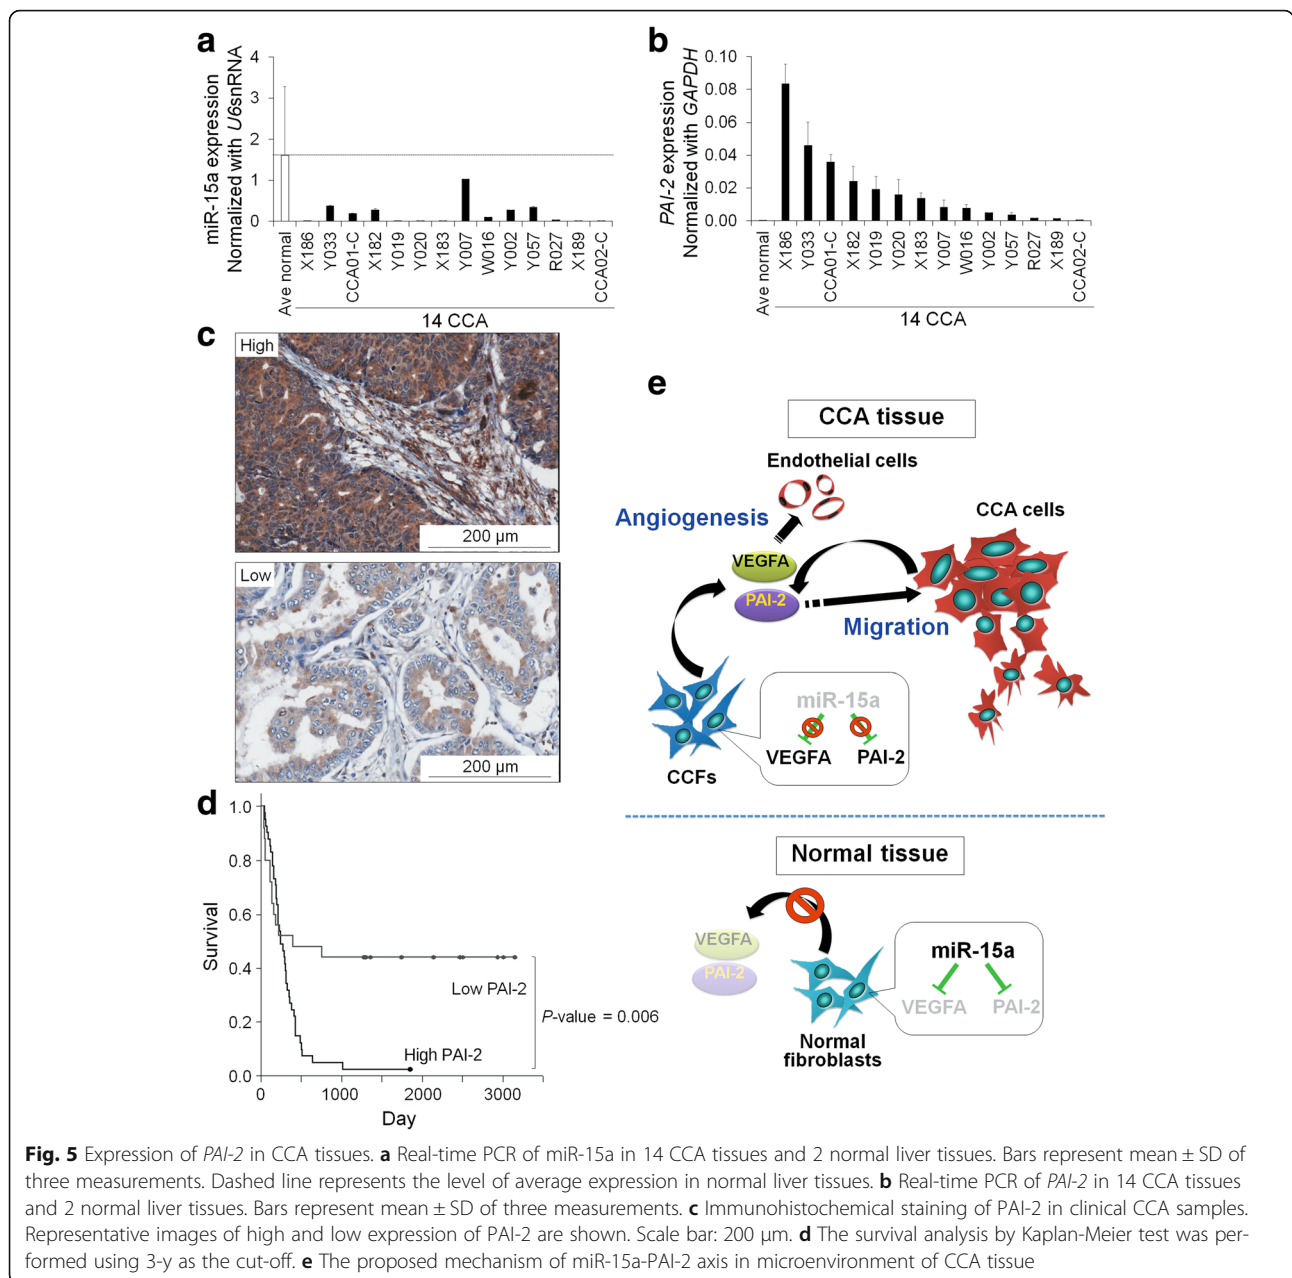 a
miR-15a expression
Normalized with U6snRNA
4
3
2
1
0
Ave normal
X186
Y033
CCA01-C
X182
Y019
Y020
X183
Y007
W016
Y002
Y057
R027
X189
CCA02-C
14 CCA
b
PAI-2 expression
Normalized with GAPDH
0.10
0.08
0.06
0.04
0.02
0.00
Ave normal
X186
Y033
CCA01-C
X182
Y019
Y020
X183
Y007
W016
Y002
Y057
R027
X189
CCA02-C
14 CCA
c
High
200 µm
Low
200 µm
d
Survival
1.0
0.8
0.6
0.4
0.2
0.0
0
1000
2000
3000
Day
Low PAI-2
High PAI-2
P-value = 0.006
e
CCA tissue
Endothelial cells
Angiogenesis
CCA cells
VEGFA
PAI-2
Migration
miR-15a
VEGFA PAI-2
CCFs
Normal tissue
VEGFA
PAI-2
miR-15a
VEGFA PAI-2
Normal
fibroblasts
Fig. 5 Expression of PAI-2 in CCA tissues. a Real-time PCR of miR-15a in 14 CCA tissues and 2 normal liver tissues. Bars represent mean ± SD of
three measurements. Dashed line represents the level of average expression in normal liver tissues. b Real-time PCR of PAI-2 in 14 CCA tissues
and 2 normal liver tissues. Bars represent mean ± SD of three measurements. c Immunohistochemical staining of PAI-2 in clinical CCA samples.
Representative images of high and low expression of PAI-2 are shown. Scale bar: 200 µm. d The survival analysis by Kaplan-Meier test was per-
formed using 3-y as the cut-off. e The proposed mechanism of miR-15a-PAI-2 axis in microenvironment of CCA tissue